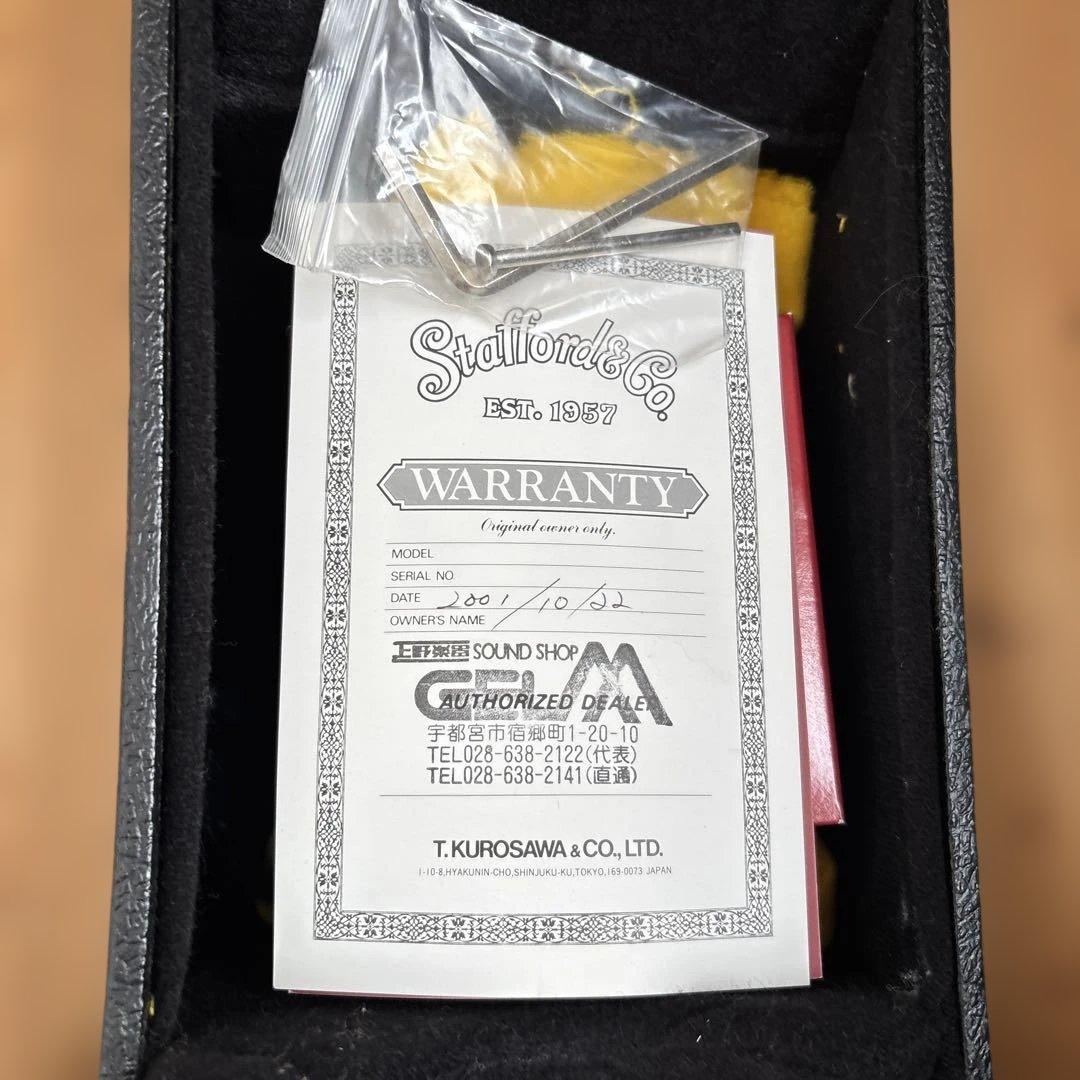 Stafford & Co.
EST. 1957
WARRANTY
Original owner only.
MODEL
SERIAL NO.
DATE 2001/10/22
OWNER'S NAME
上野楽器 SOUND SHOP
AUTHORIZED DEALER
宇都宮市宿郷町1-20-10
TEL028-638-2122(代表)
TEL028-638-2141(直通)
T.KUROSAWA & CO., LTD.
1-10-8,HYAKUNIN-CHO,SHINJUKU-KU,TOKYO,169-0073 JAPAN